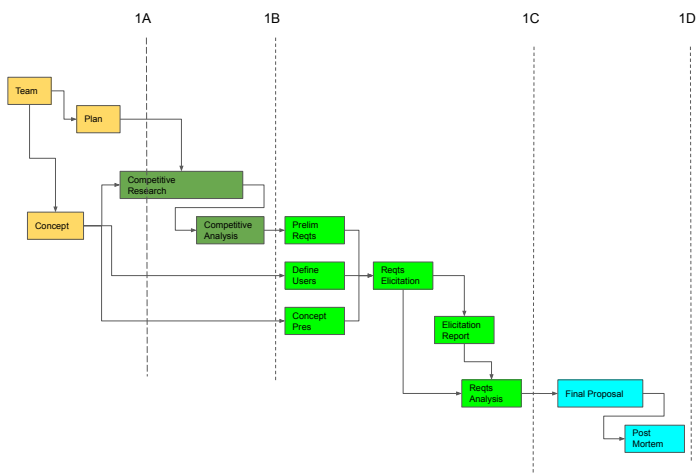 1A
1B
1C
1D
Team
Plan
Competitive
Research
Concept
Competitive
Analysis
Prelim
Reqts
Define
Users
Reqts
Elicitation
Concept
Pres
Elicitation
Report
Reqts
Analysis
Final Proposal
Post
Mortem